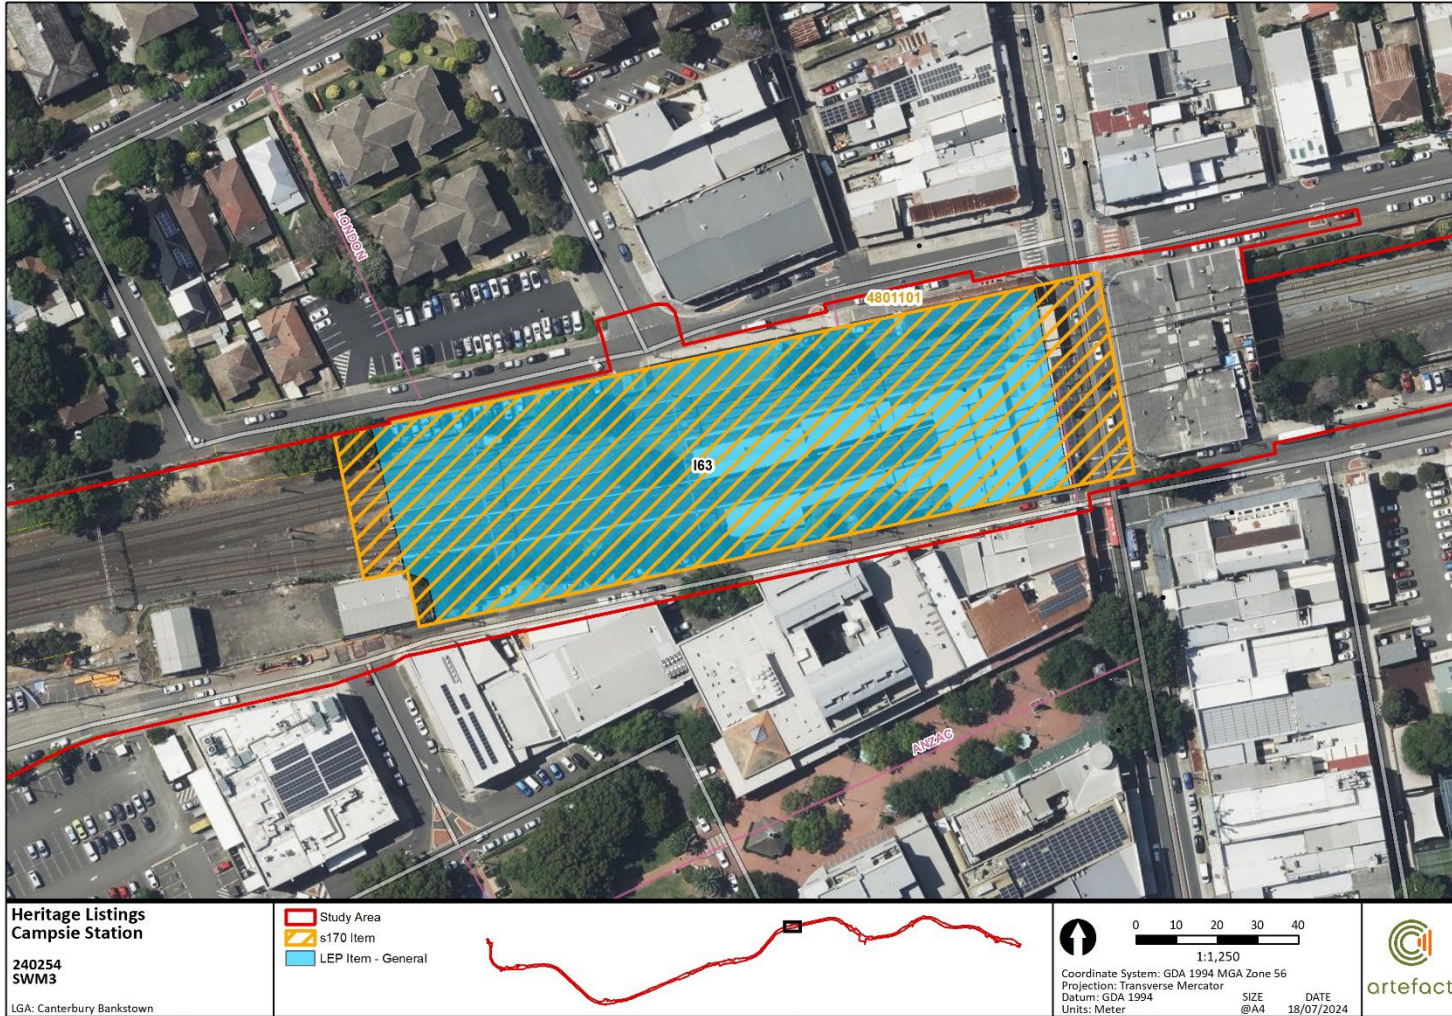 LONDON
4801101
I63
ANZAC
Heritage Listings
Campsie Station
240254
SWM3
LGA: Canterbury Bankstown
Study Area
s170 Item
LEP Item - General
0 10 20 30 40
1:1,250
Coordinate System: GDA 1994 MGA Zone 56
Projection: Transverse Mercator
Datum: GDA 1994
Units: Meter
SIZE
@A4
DATE
18/07/2024
artefact